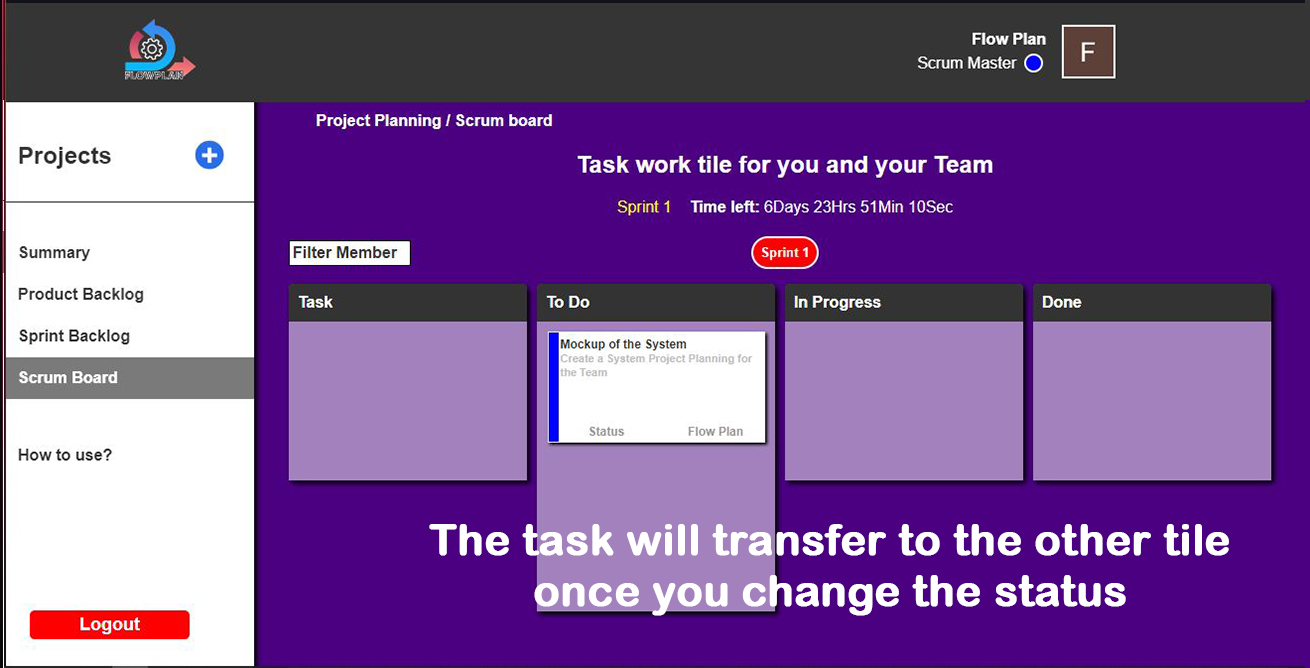 FLOWPLAN
Flow Plan
Scrum Master
F
Projects
Summary
Product Backlog
Sprint Backlog
Scrum Board
How to use?
Logout
Project Planning / Scrum board
Task work tile for you and your Team
Sprint 1 Time left: 6Days 23Hrs 51Min 10Sec
Filter Member
Sprint 1
Task
To Do
Mockup of the System
Create a System Project Planning for
the Team
Status Flow Plan
In Progress
Done
The task will transfer to the other tile
once you change the status